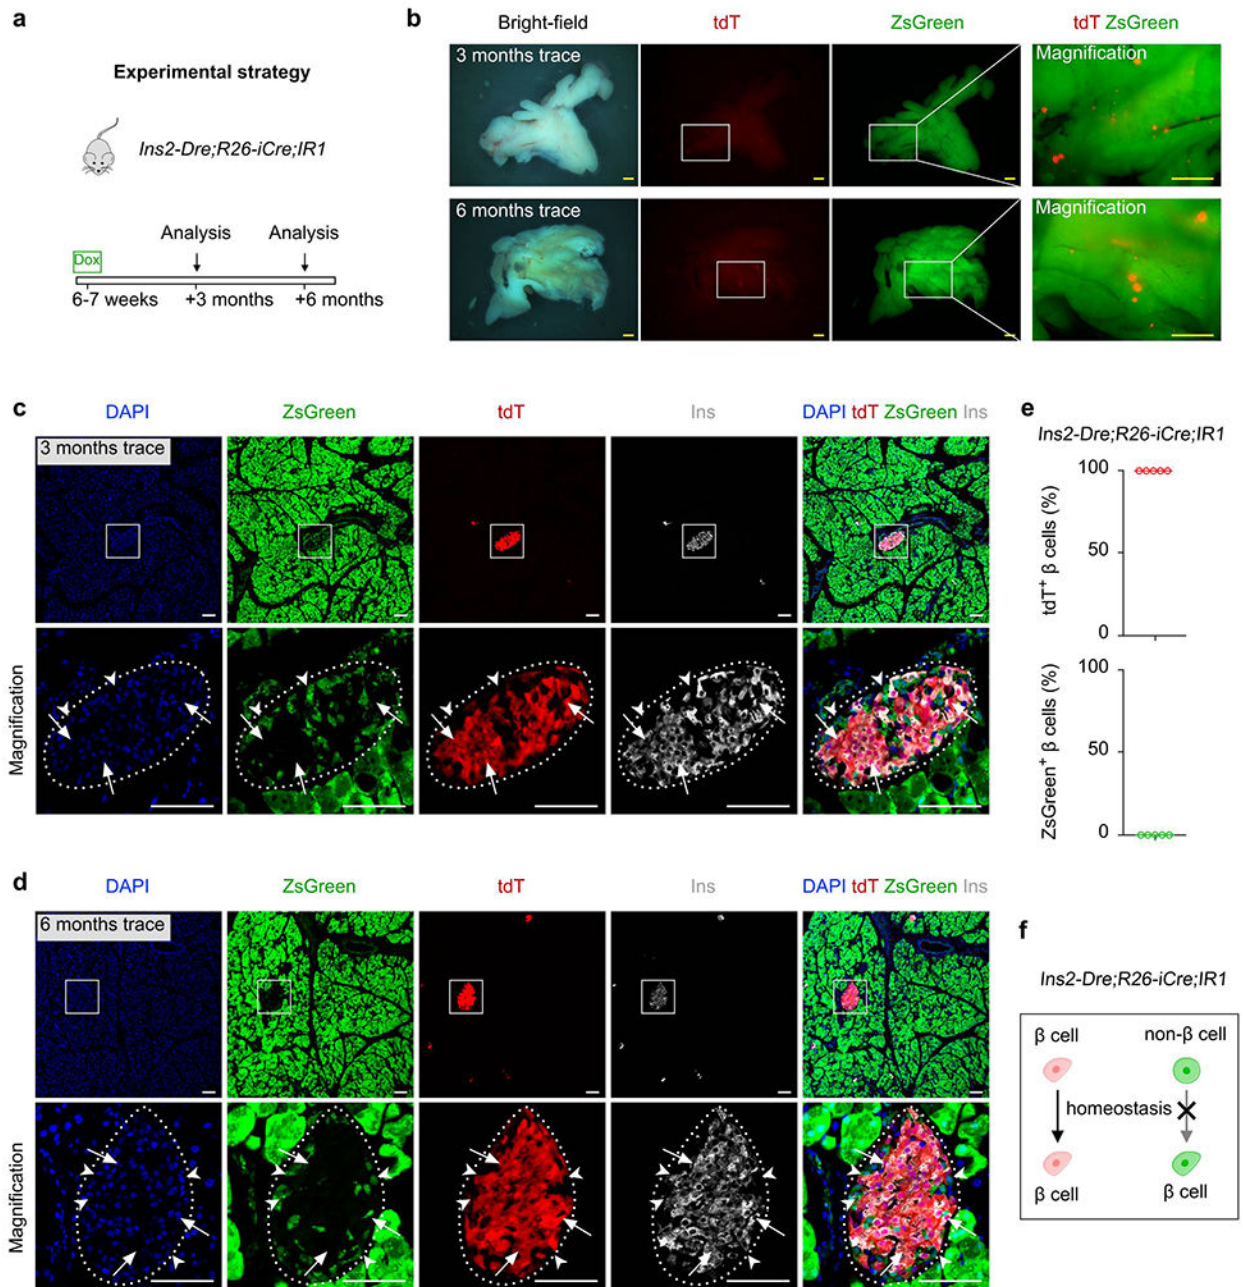 a
Experimental strategy
Ins2-Dre;R26-iCre;IR1
Analysis Analysis
Dox
6-7 weeks +3 months +6 months
b
Bright-field tdT ZsGreen tdT ZsGreen
3 months trace Magnification
6 months trace Magnification
c
DAPI ZsGreen tdT Ins DAPI tdT ZsGreen Ins
3 months trace
Magnification
d
DAPI ZsGreen tdT Ins DAPI tdT ZsGreen Ins
6 months trace
Magnification
e
Ins2-Dre;R26-iCre;IR1
100
50
0
tdT+ β cells (%)
100
50
0
ZsGreen+ β cells (%)
f
Ins2-Dre;R26-iCre;IR1
β cell non-β cell
homeostasis
β cell β cell